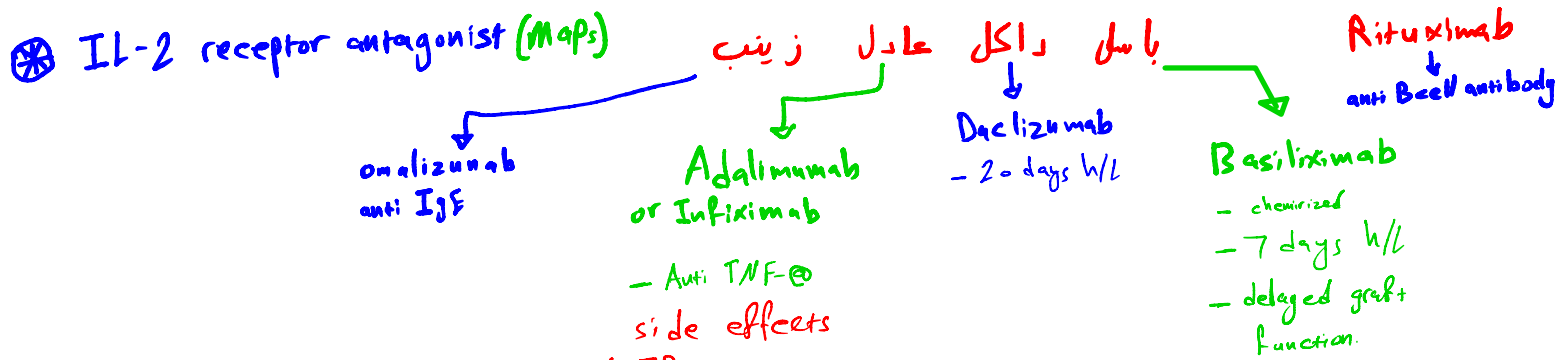 IL-2 receptor antagonist (MAPs)
باسل داكل عادل زينب
Rituximab
anti Bcell antibody
omalizunab
anti IgE
Adalimumab
or Infiximab
- Anti TNF-@
side effects
Daclizumab
- 20 days h/L
Basiliximab
- chemirized
- 7 days h/L
- delayed graft
function.